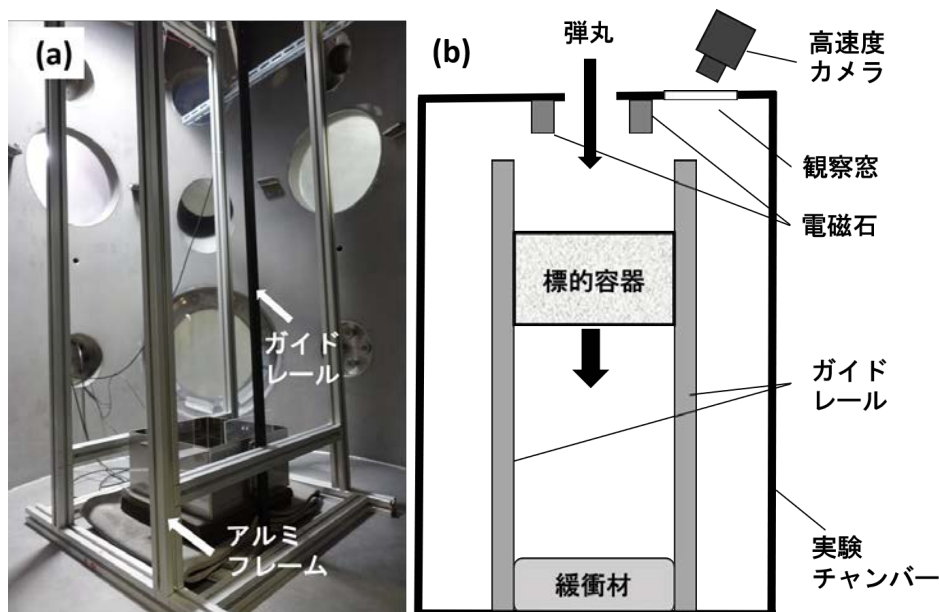 (a)
ガイド
レール
アルミ
フレーム
(b)
弾丸
高速度
カメラ
観察窓
電磁石
標的容器
ガイド
レール
実験
チャンバー
緩衝材